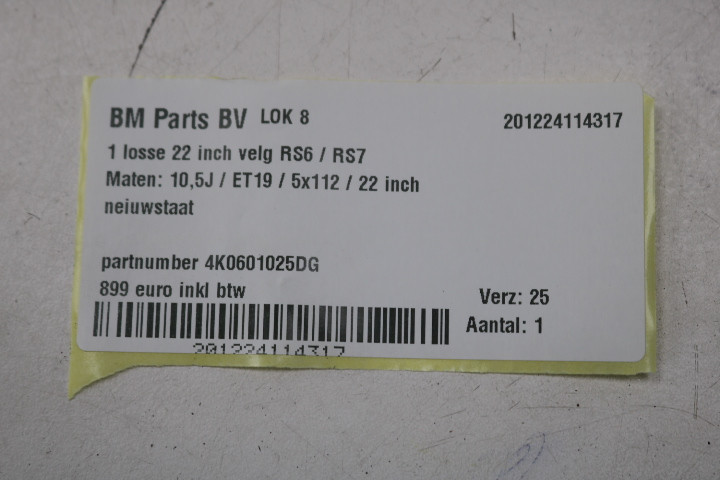 BM Parts BV LOK 8 201224114317
1 losse 22 inch velg RS6 / RS7
Maten: 10,5J / ET19 / 5x112 / 22 inch
neiuwstaat
partnumber 4K0601025DG
899 euro inkl btw
Verz: 25
Aantal: 1
201224114317